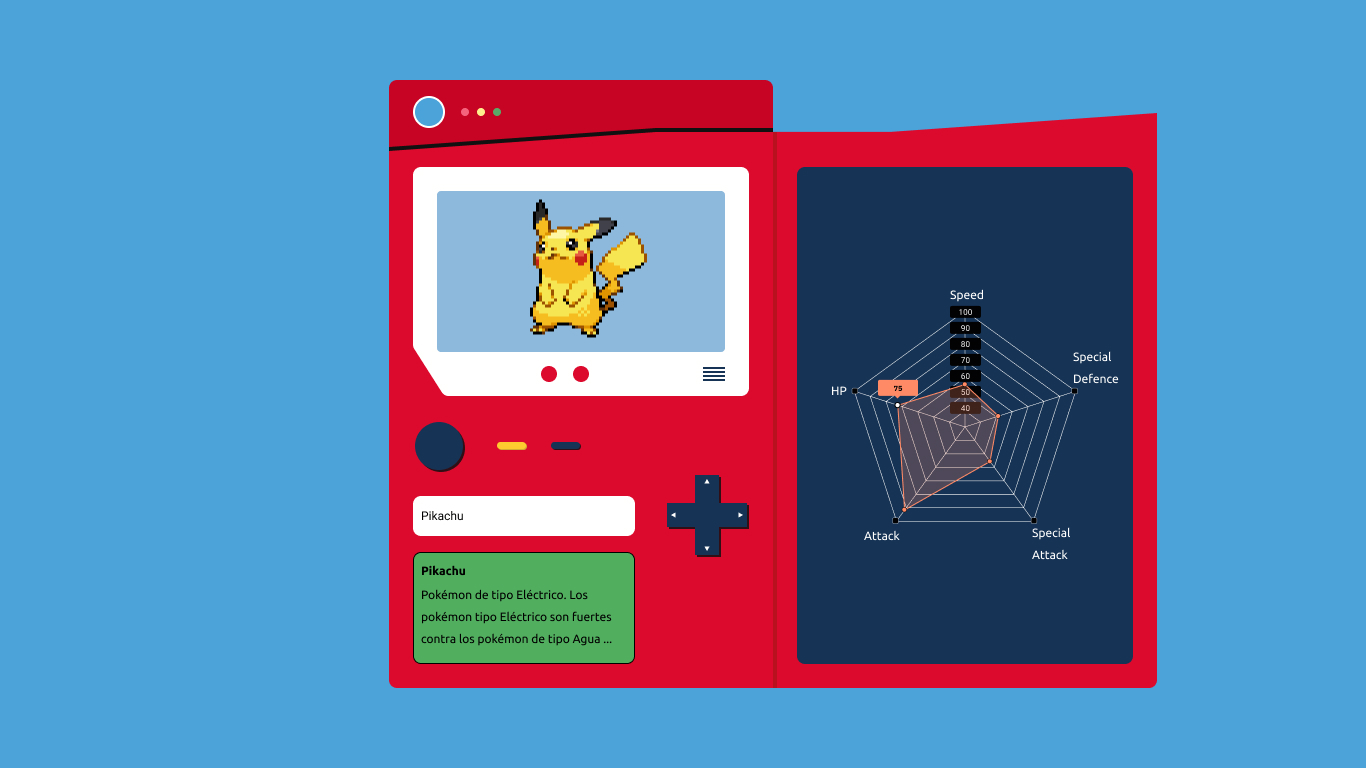 Pikachu
Pikachu
Pokémon de tipo Eléctrico. Los
pokémon tipo Eléctrico son fuertes
contra los pokémon de tipo Agua ...
Speed
100
90
80
70
60
50
40
Special
Defence
HP
75
Attack
Special
Attack